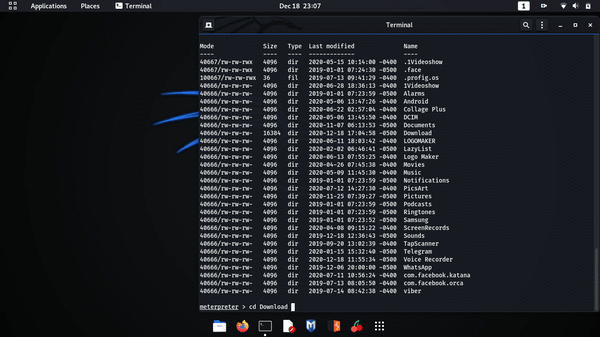 Applications Places Terminal Dec 18 23:07 1
Terminal
Mode Size Type Last modified Name
---- ---- ---- ------------- ----
40667/rw-rw-rwx 4096 dir 2020-05-15 10:14:00 -0400 .1Videoshow
40666/rw-rw-rw- 4096 dir 2019-01-01 07:24:30 -0500 .face
100667/rw-rw-rwx 36 fil 2019-07-13 09:41:29 -0400 .profig.os
40666/rw-rw-rw- 4096 dir 2020-06-28 18:36:13 -0400 1Videoshow
40666/rw-rw-rw- 4096 dir 2019-01-01 07:23:59 -0500 Alarms
40666/rw-rw-rw- 4096 dir 2020-05-06 13:47:26 -0400 Android
40666/rw-rw-rw- 4096 dir 2020-06-22 02:57:04 -0400 Collage Plus
40666/rw-rw-rw- 4096 dir 2020-05-06 13:45:50 -0400 DCIM
40666/rw-rw-rw- 4096 dir 2020-11-07 06:13:53 -0500 Documents
40666/rw-rw-rw- 16384 dir 2020-12-18 17:04:58 -0500 Download
40666/rw-rw-rw- 4096 dir 2020-06-11 18:03:42 -0400 LOGOMAKER
40666/rw-rw-rw- 4096 dir 2020-02-02 06:46:41 -0500 LazyList
40666/rw-rw-rw- 4096 dir 2020-06-13 07:55:25 -0400 Logo Maker
40666/rw-rw-rw- 4096 dir 2020-04-26 07:45:38 -0400 Movies
40666/rw-rw-rw- 4096 dir 2020-05-09 11:45:30 -0400 Music
40666/rw-rw-rw- 4096 dir 2019-01-01 07:23:59 -0500 Notifications
40666/rw-rw-rw- 4096 dir 2020-07-12 14:27:30 -0400 PicsArt
40666/rw-rw-rw- 4096 dir 2020-11-25 07:39:27 -0500 Pictures
40666/rw-rw-rw- 4096 dir 2019-01-01 07:23:59 -0500 Podcasts
40666/rw-rw-rw- 4096 dir 2019-01-01 07:23:59 -0500 Ringtones
40666/rw-rw-rw- 4096 dir 2019-01-01 07:23:52 -0500 Samsung
40666/rw-rw-rw- 4096 dir 2020-04-08 09:15:22 -0400 ScreenRecords
40666/rw-rw-rw- 4096 dir 2019-12-18 12:36:43 -0500 Sounds
40666/rw-rw-rw- 4096 dir 2019-09-20 13:02:39 -0400 TapScanner
40666/rw-rw-rw- 4096 dir 2020-01-15 15:32:40 -0500 Telegram
40666/rw-rw-rw- 4096 dir 2020-12-18 11:55:34 -0500 Voice Recorder
40666/rw-rw-rw- 4096 dir 2019-12-06 20:00:00 -0500 WhatsApp
40666/rw-rw-rw- 4096 dir 2020-07-11 10:56:24 -0400 com.facebook.katana
40666/rw-rw-rw- 4096 dir 2020-07-13 08:05:50 -0400 com.facebook.orca
40666/rw-rw-rw- 4096 dir 2019-07-14 08:42:38 -0400 viber
meterpreter > cd Download